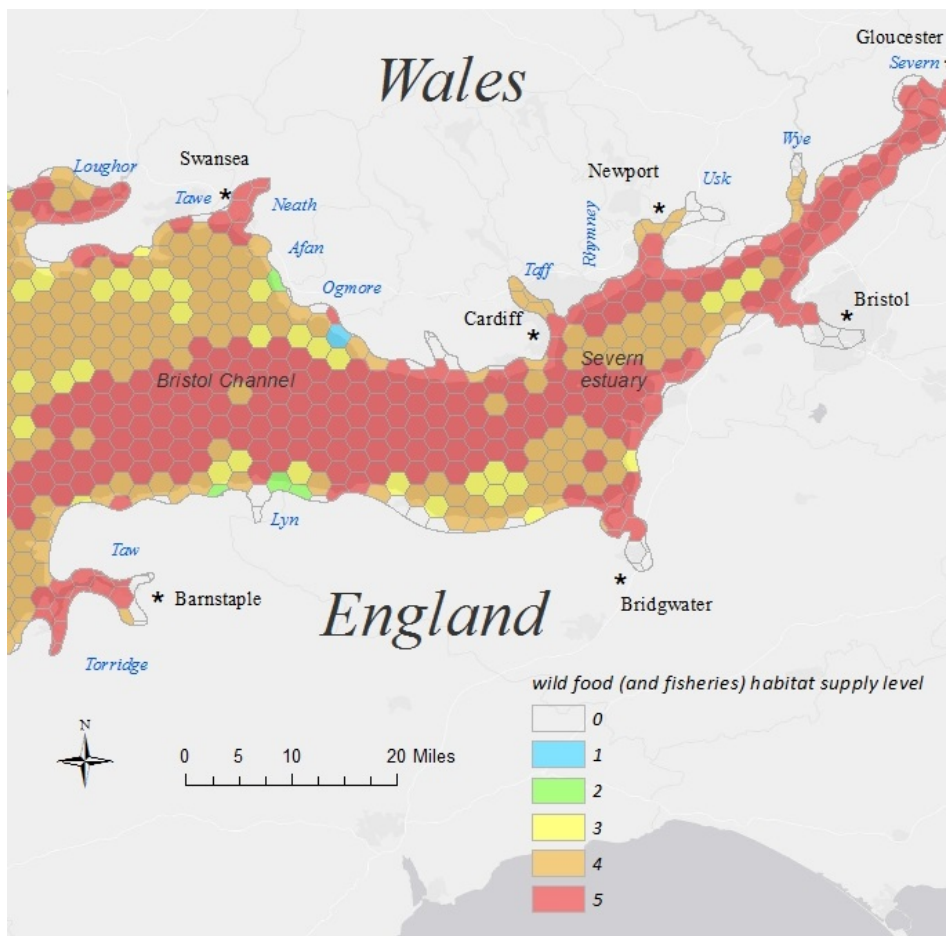 Gloucester
Severn
Wales
Wye
Loughor
Swansea
Tawe
Neath
Newport
Usk
Rhymney
Afan
Taff
Ogmore
Bristol
Cardiff
Severn
estuary
Bristol Channel
Lyn
Taw
Barnstaple
Bridgwater
England
Torridge
wild food (and fisheries) habitat supply level
0
1
2
3
4
5
N
0 5 10 20 Miles